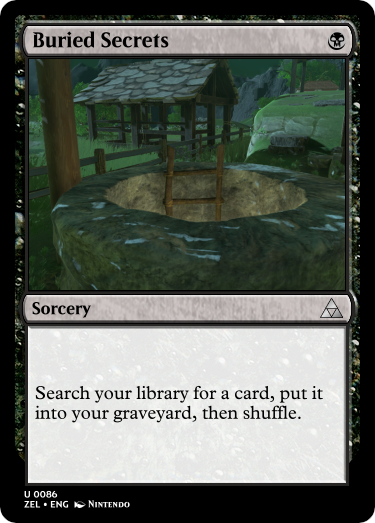 Buried Secrets
Sorcery
Search your library for a card, put it
into your graveyard, then shuffle.
U 0086
ZEL • ENG Nintendo